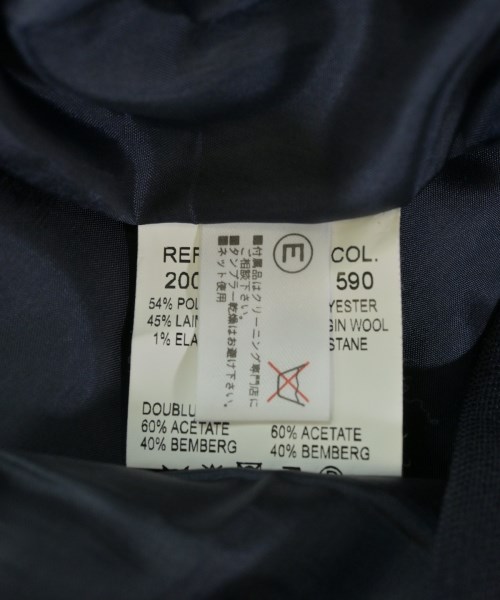 REF
COL.
200
590
54% POL
YESTER
45% LAI
GIN WOOL
1% ELA
STANE
E
■付属品はクリーニング専門店に
ご相談下さい。
■タンブラー乾燥はお避け下さい。
■ネット使用
DOUBLU
60% ACETATE
60% ACETATE
40% BEMBERG
40% BEMBERG